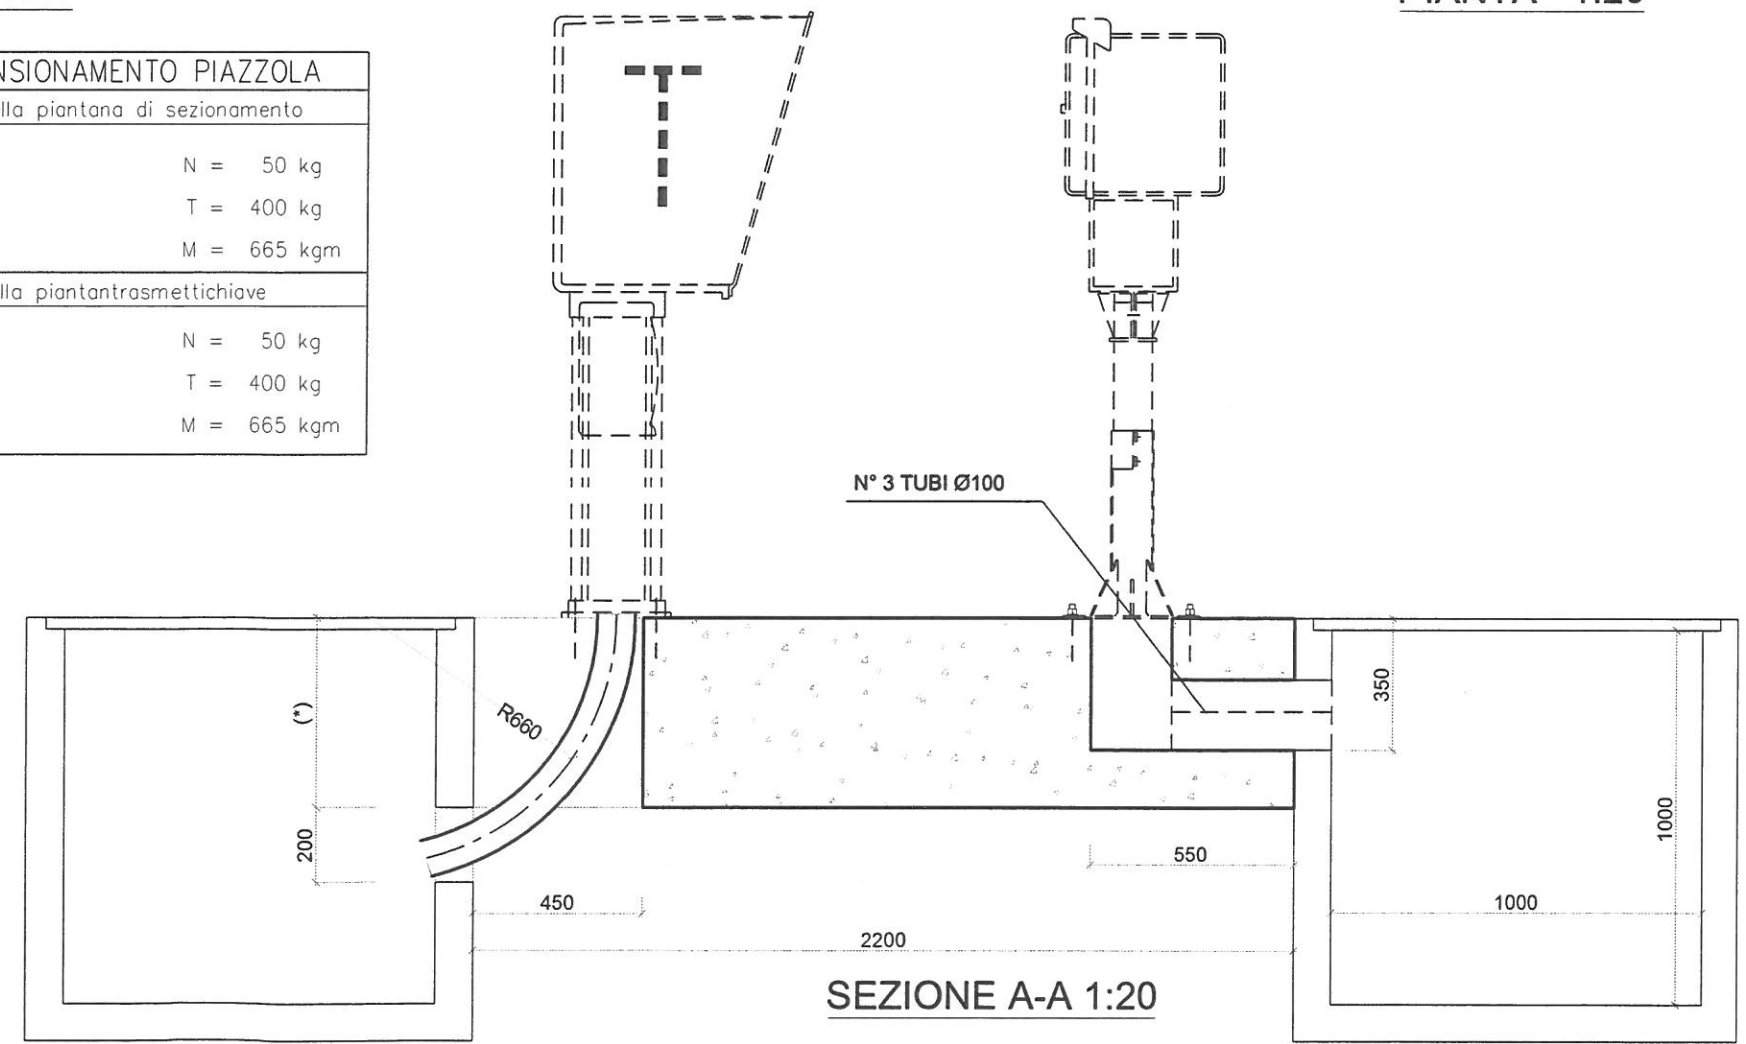 NSIONAMENTO PIAZZOLA
lla piantana di sezionamento
N = 50 kg
T = 400 kg
M = 665 kgm
lla piantantrasmettichiave
N = 50 kg
T = 400 kg
M = 665 kgm
T
N° 3 TUBI Ø100
(*)
R660
350
200
1000
550
450
1000
2200
SEZIONE A-A 1:20